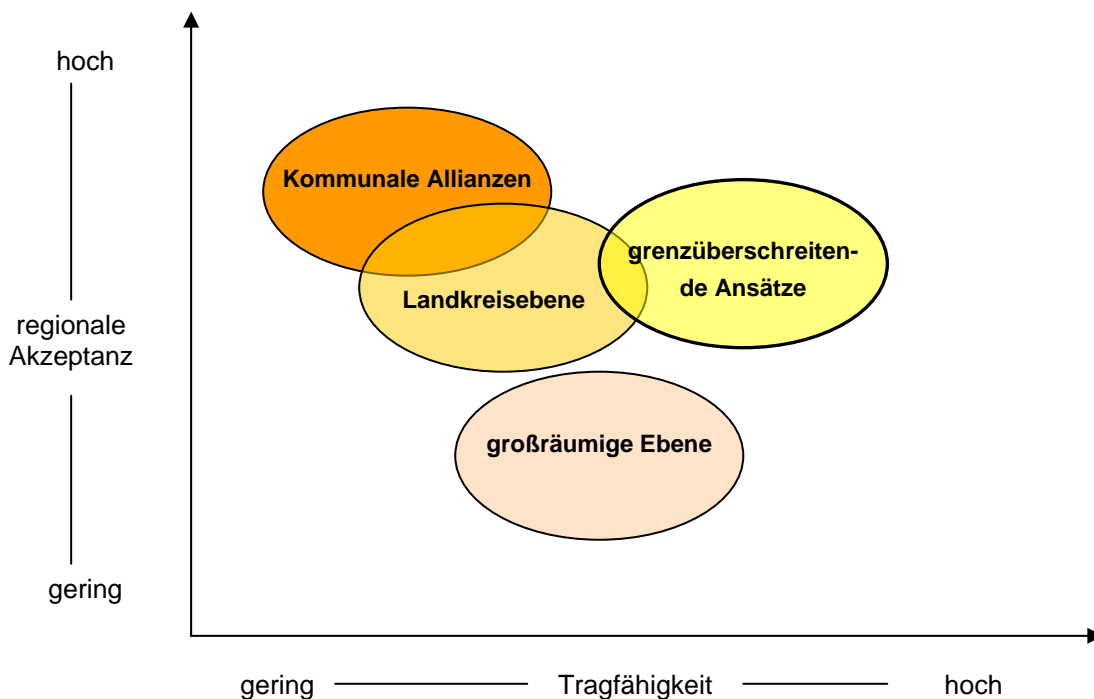 hoch
Kommunale Allianzen
grenzüberschreiten-
de Ansätze
Landkreisebene
regionale
Akzeptanz
großräumige Ebene
gering
gering
Tragfähigkeit
hoch